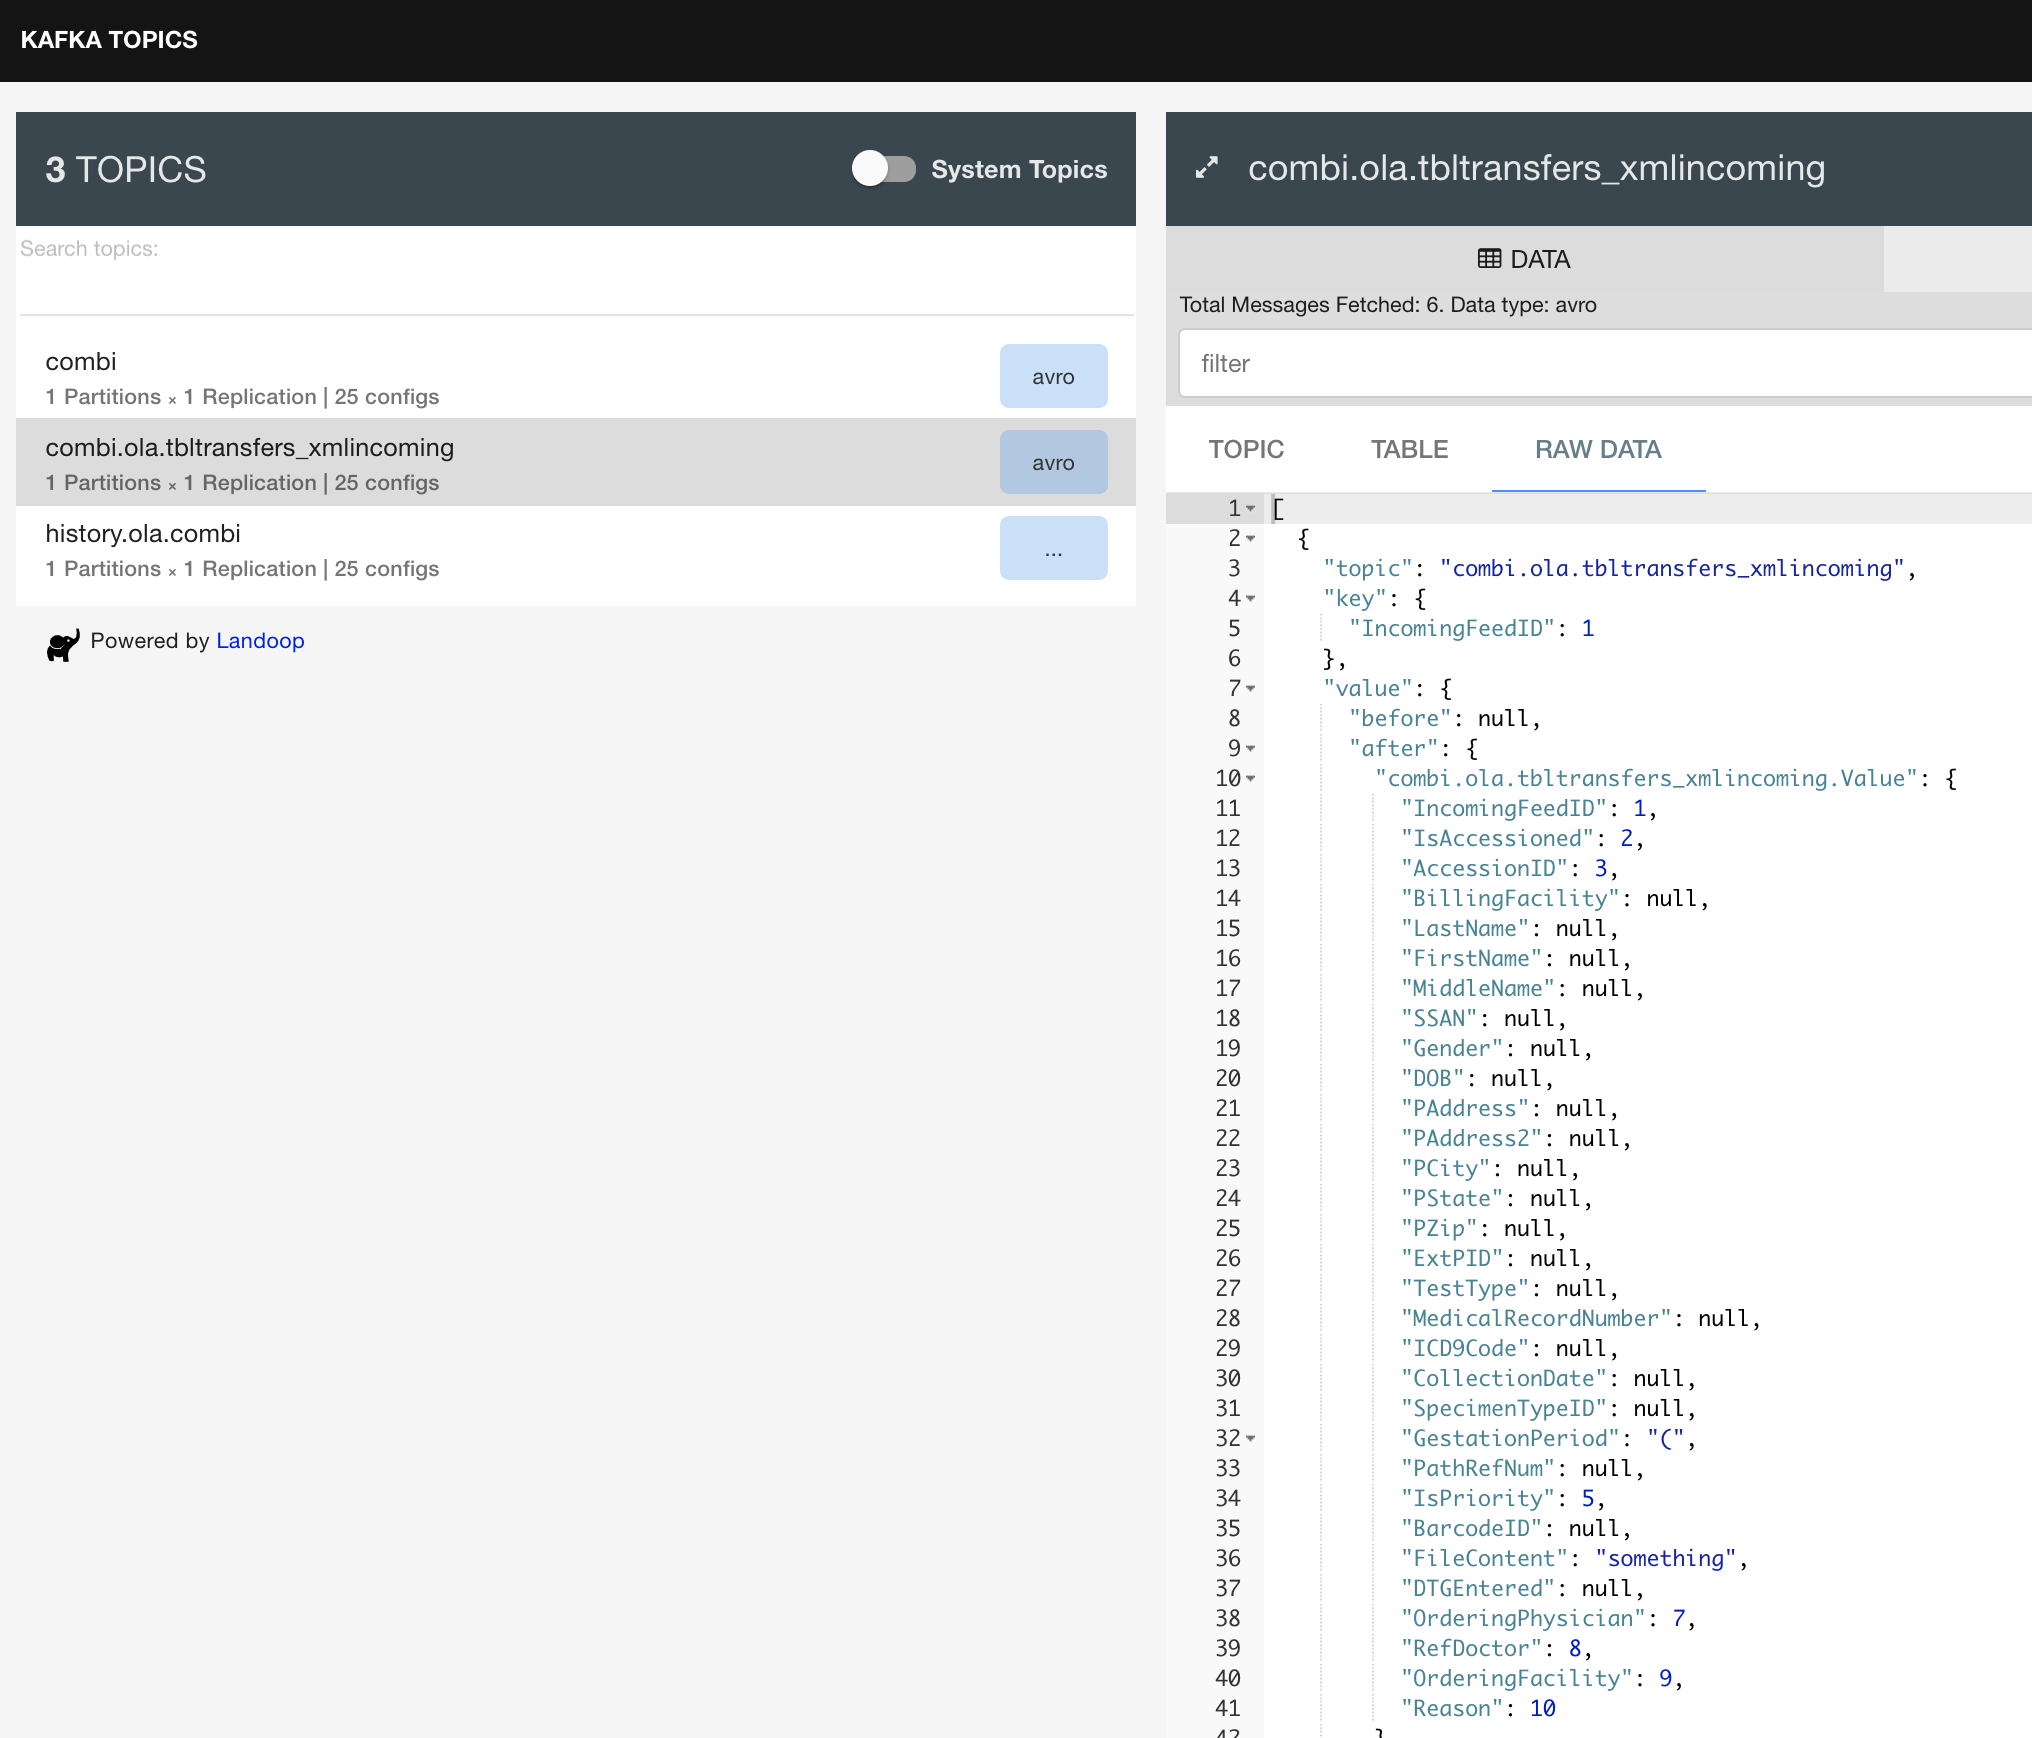 KAFKA TOPICS
3 TOPICS
System Topics
Search topics:
combi
1 Partitions × 1 Replication | 25 configs
avro
combi.ola.tbltransfers_xmlincoming
1 Partitions × 1 Replication | 25 configs
avro
history.ola.combi
1 Partitions × 1 Replication | 25 configs
...
Powered by Landoop
combi.ola.tbltransfers_xmlincoming
DATA
Total Messages Fetched: 6. Data type: avro
filter
TOPIC TABLE RAW DATA
1 [
2 {
3 "topic": "combi.ola.tbltransfers_xmlincoming",
4 "key": {
5 "IncomingFeedID": 1
6 },
7 "value": {
8 "before": null,
9 "after": {
10 "combi.ola.tbltransfers_xmlincoming.Value": {
11 "IncomingFeedID": 1,
12 "IsAccessioned": 2,
13 "AccessionID": 3,
14 "BillingFacility": null,
15 "LastName": null,
16 "FirstName": null,
17 "MiddleName": null,
18 "SSAN": null,
19 "Gender": null,
20 "DOB": null,
21 "PAddress": null,
22 "PAddress2": null,
23 "PCity": null,
24 "PState": null,
25 "PZip": null,
26 "ExtPID": null,
27 "TestType": null,
28 "MedicalRecordNumber": null,
29 "ICD9Code": null,
30 "CollectionDate": null,
31 "SpecimenTypeID": null,
32 "GestationPeriod": "(",
33 "PathRefNum": null,
34 "IsPriority": 5,
35 "BarcodeID": null,
36 "FileContent": "something",
37 "DTGEntered": null,
38 "OrderingPhysician": 7,
39 "RefDoctor": 8,
40 "OrderingFacility": 9,
41 "Reason": 10
42 }